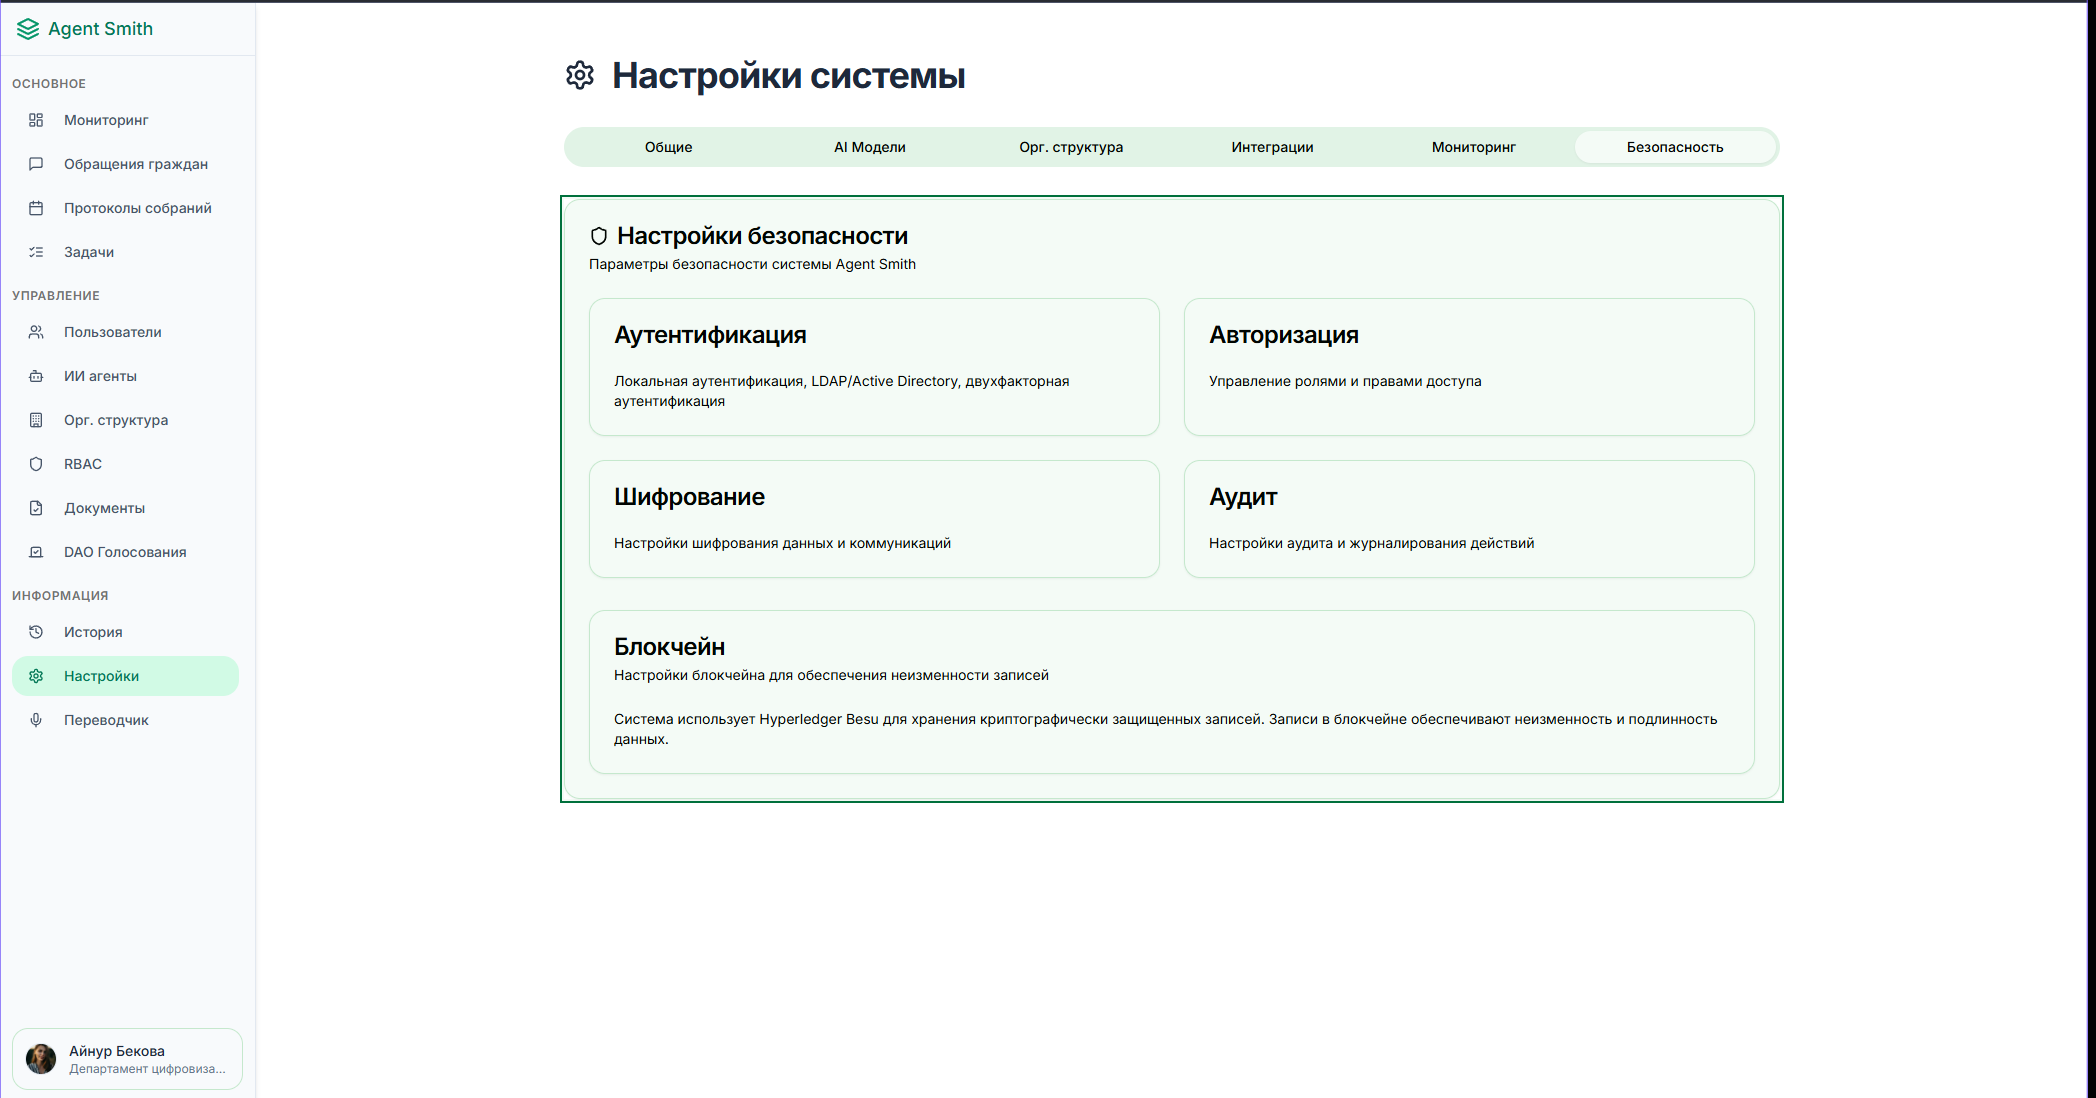 Agent Smith
ОСНОВНОЕ
Мониторинг
Обращения граждан
Протоколы собраний
Задачи
УПРАВЛЕНИЕ
Пользователи
ИИ агенты
Орг. структура
RBAC
Документы
DAO Голосования
ИНФОРМАЦИЯ
История
Настройки
Переводчик
Айнур Бекова
Департамент цифровиза...
Настройки системы
Общие
AI Модели
Орг. структура
Интеграции
Мониторинг
Безопасность
Настройки безопасности
Параметры безопасности системы Agent Smith
Аутентификация
Локальная аутентификация, LDAP/Active Directory, двухфакторная
аутентификация
Авторизация
Управление ролями и правами доступа
Шифрование
Настройки шифрования данных и коммуникаций
Аудит
Настройки аудита и журналирования действий
Блокчейн
Настройки блокчейна для обеспечения неизменности записей
Система использует Hyperledger Besu для хранения криптографически защищенных записей. Записи в блокчейне обеспечивают неизменность и подлинность
данных.